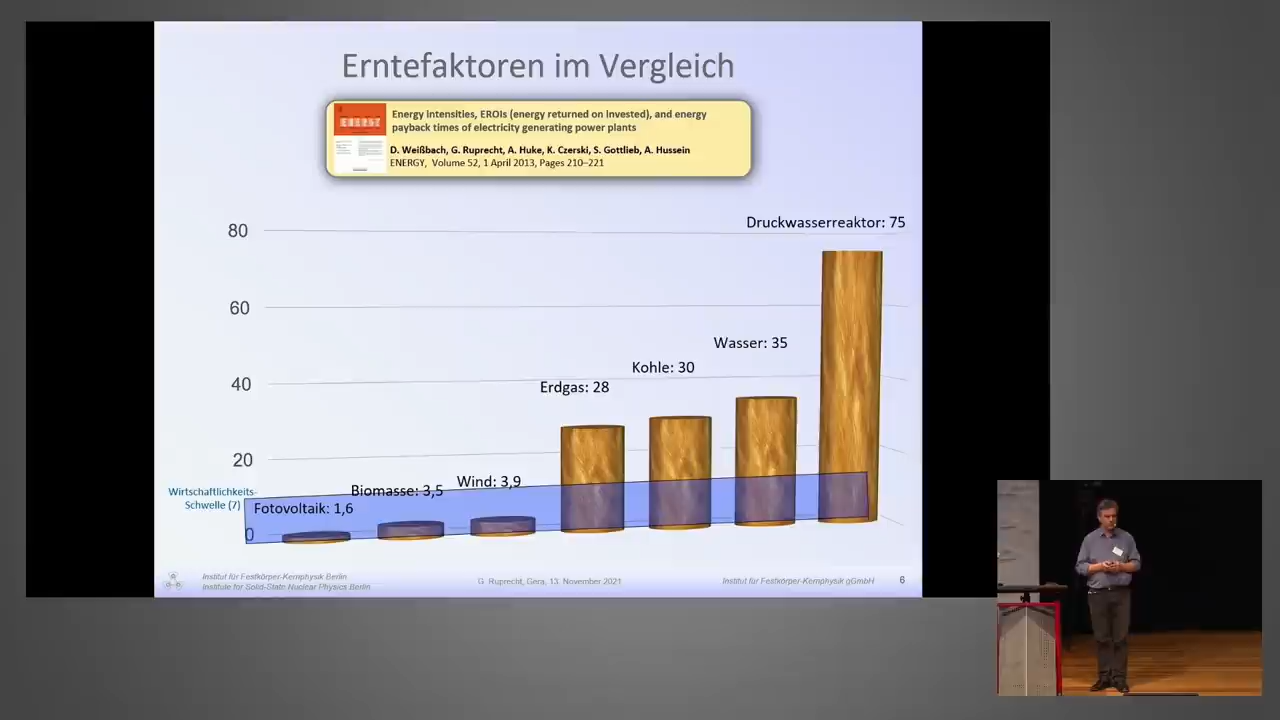 Erntefaktoren im Vergleich
ENERGY
Energy intensities, EROIs (energy returned on invested), and energy
payback times of electricity generating power plants
D. Weißbach, G. Ruprecht, A. Huke, K. Czerski, S. Gottlieb, A. Hussein
ENERGY, Volume 52, 1 April 2013, Pages 210–221
Druckwasserreaktor: 75
80
60
Wasser: 35
Kohle: 30
40
Erdgas: 28
20
Wind: 3,9
Biomasse: 3,5
Wirtschaftlichkeits-
Schwelle (7)
Fotovoltaik: 1,6
0
Institut für Festkörper-Kernphysik Berlin
Institute for Solid-State Nuclear Physics Berlin
G. Ruprecht, Gera, 13. November 2021
Institut für Festkörper-Kernphysik gGmbH
6